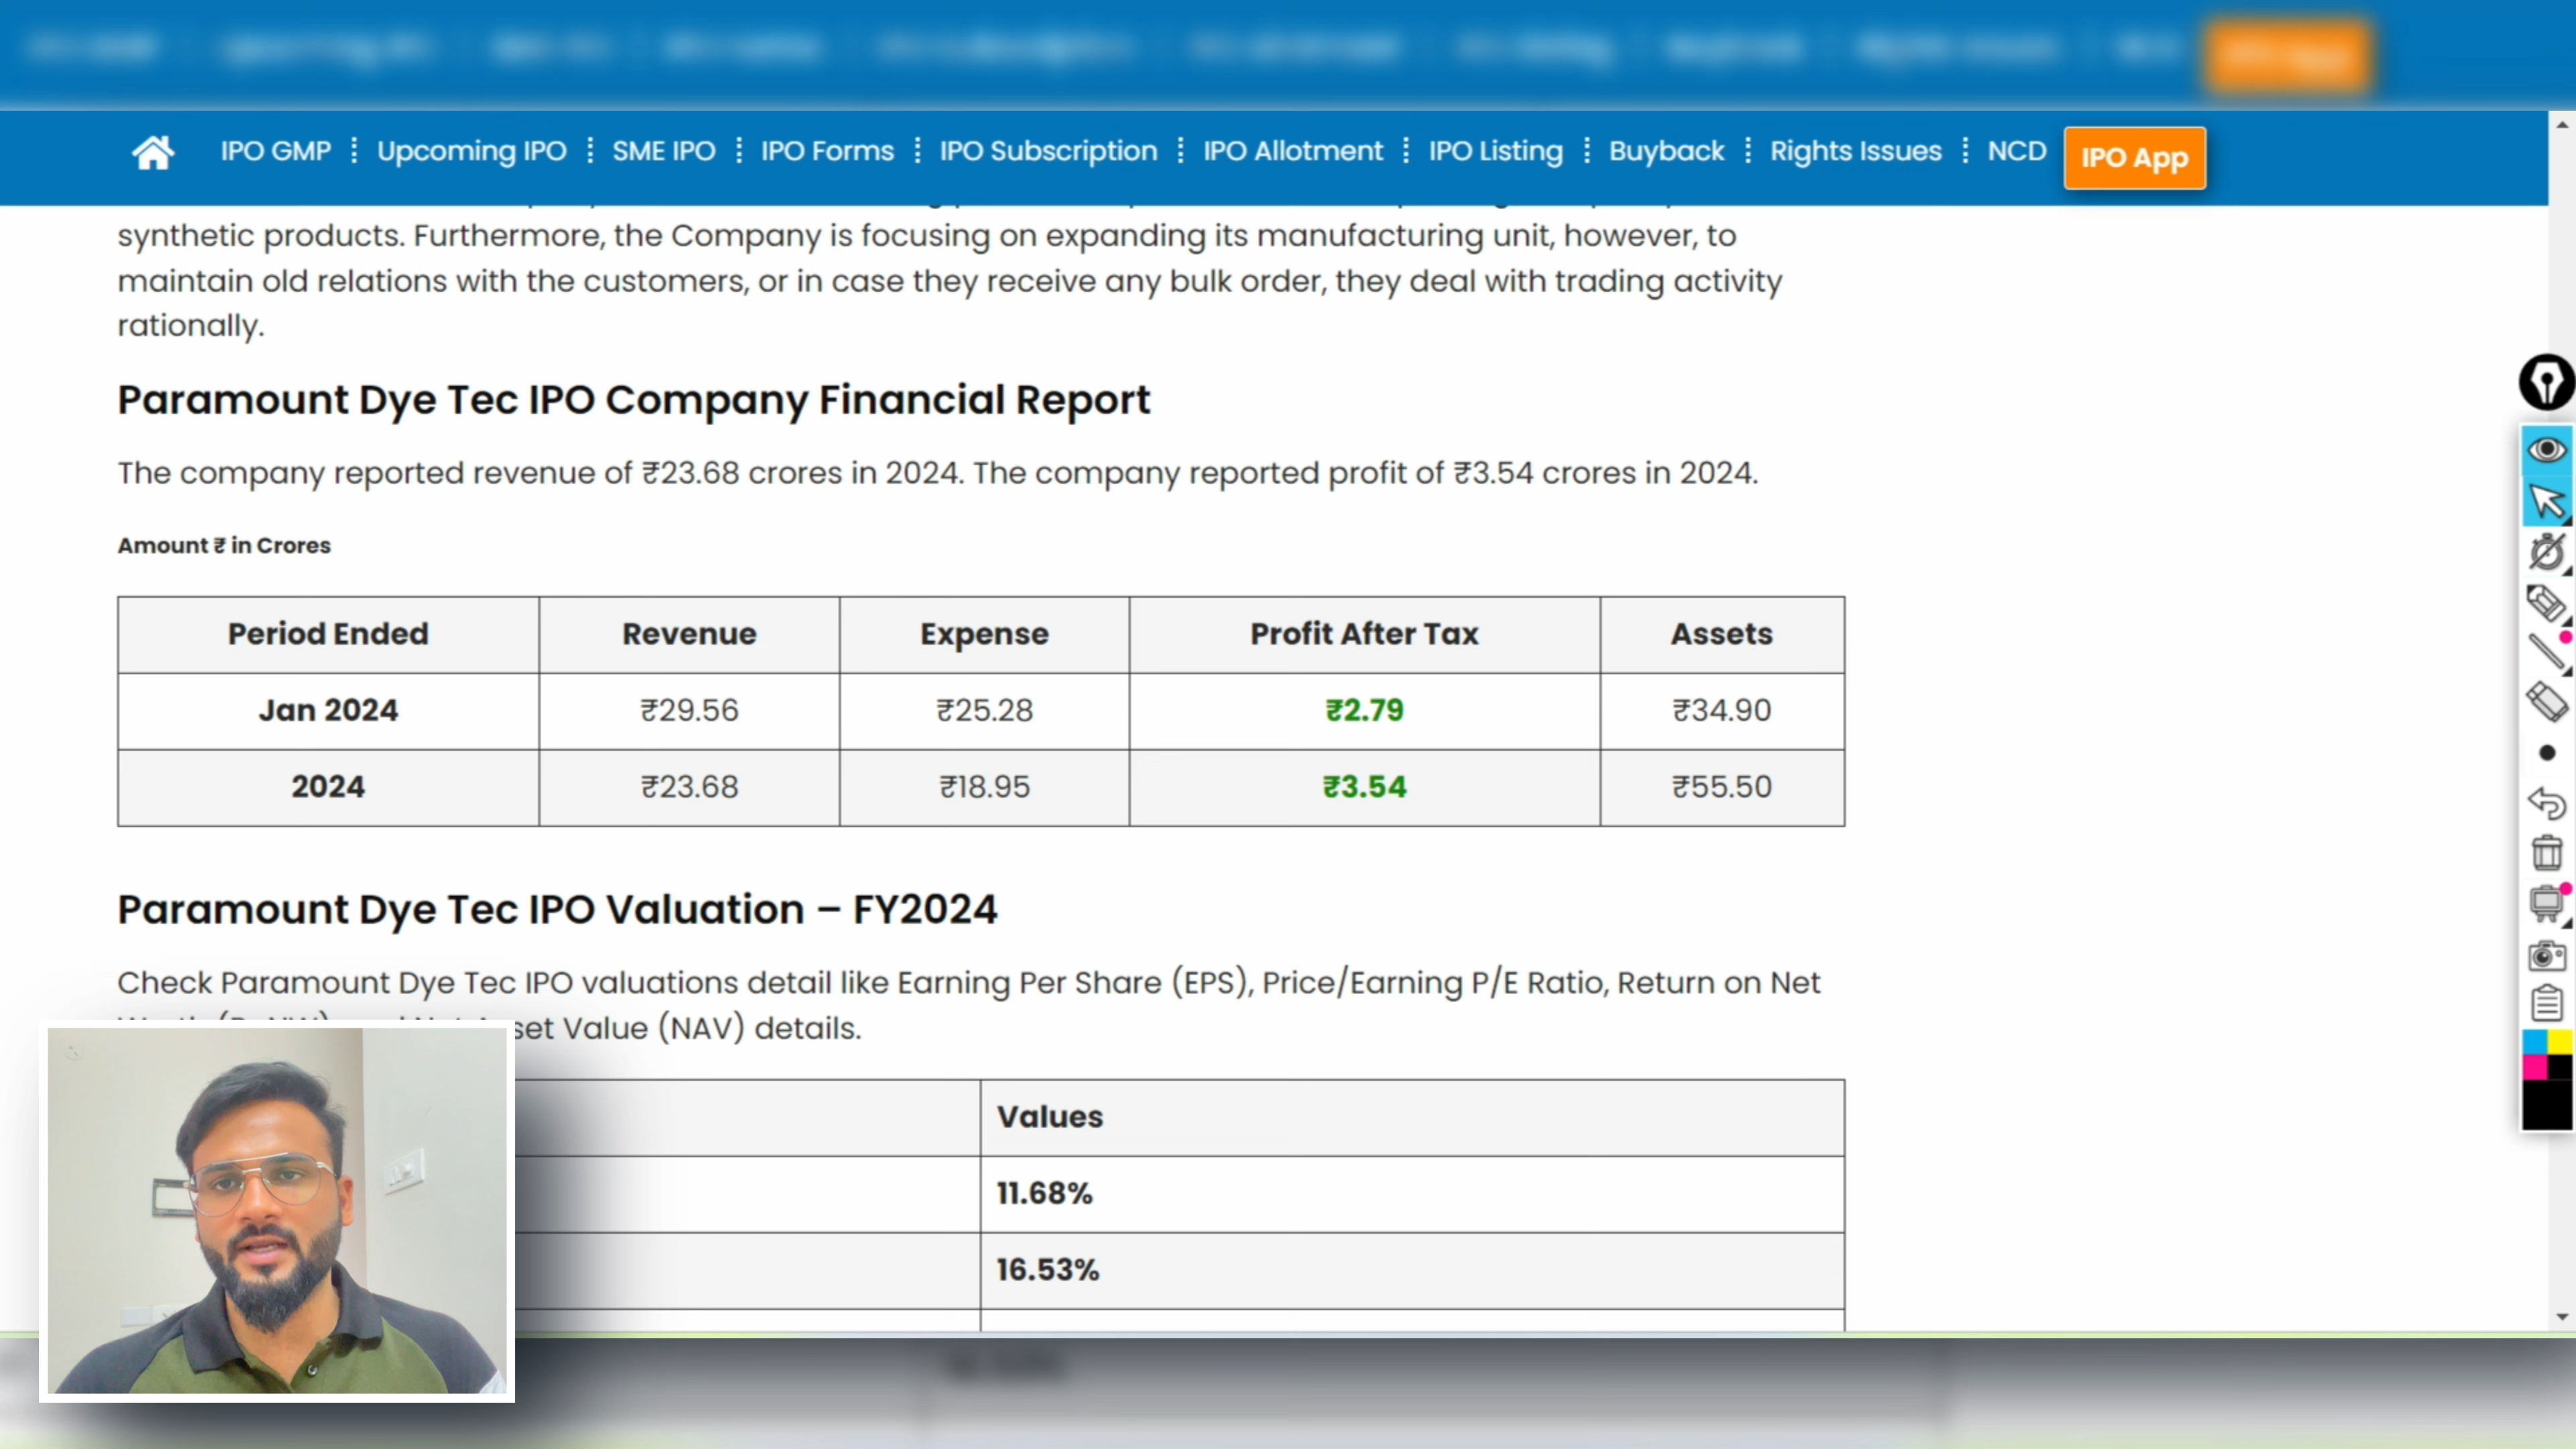 IPO GMP Upcoming IPO SME IPO IPO Forms IPO Subscription IPO Allotment IPO Listing Buyback Rights Issues NCD IPO App
synthetic products. Furthermore, the Company is focusing on expanding its manufacturing unit, however, to
maintain old relations with the customers, or in case they receive any bulk order, they deal with trading activity
rationally.
Paramount Dye Tec IPO Company Financial Report
The company reported revenue of ₹23.68 crores in 2024. The company reported profit of ₹3.54 crores in 2024.
Amount ₹ in Crores
Period Ended Revenue Expense Profit After Tax Assets
Jan 2024 ₹29.56 ₹25.28 ₹2.79 ₹34.90
2024 ₹23.68 ₹18.95 ₹3.54 ₹55.50
Paramount Dye Tec IPO Valuation – FY2024
Check Paramount Dye Tec IPO valuations detail like Earning Per Share (EPS), Price/Earning P/E Ratio, Return on Net
Value (NAV) details.
Values
11.68%
16.53%